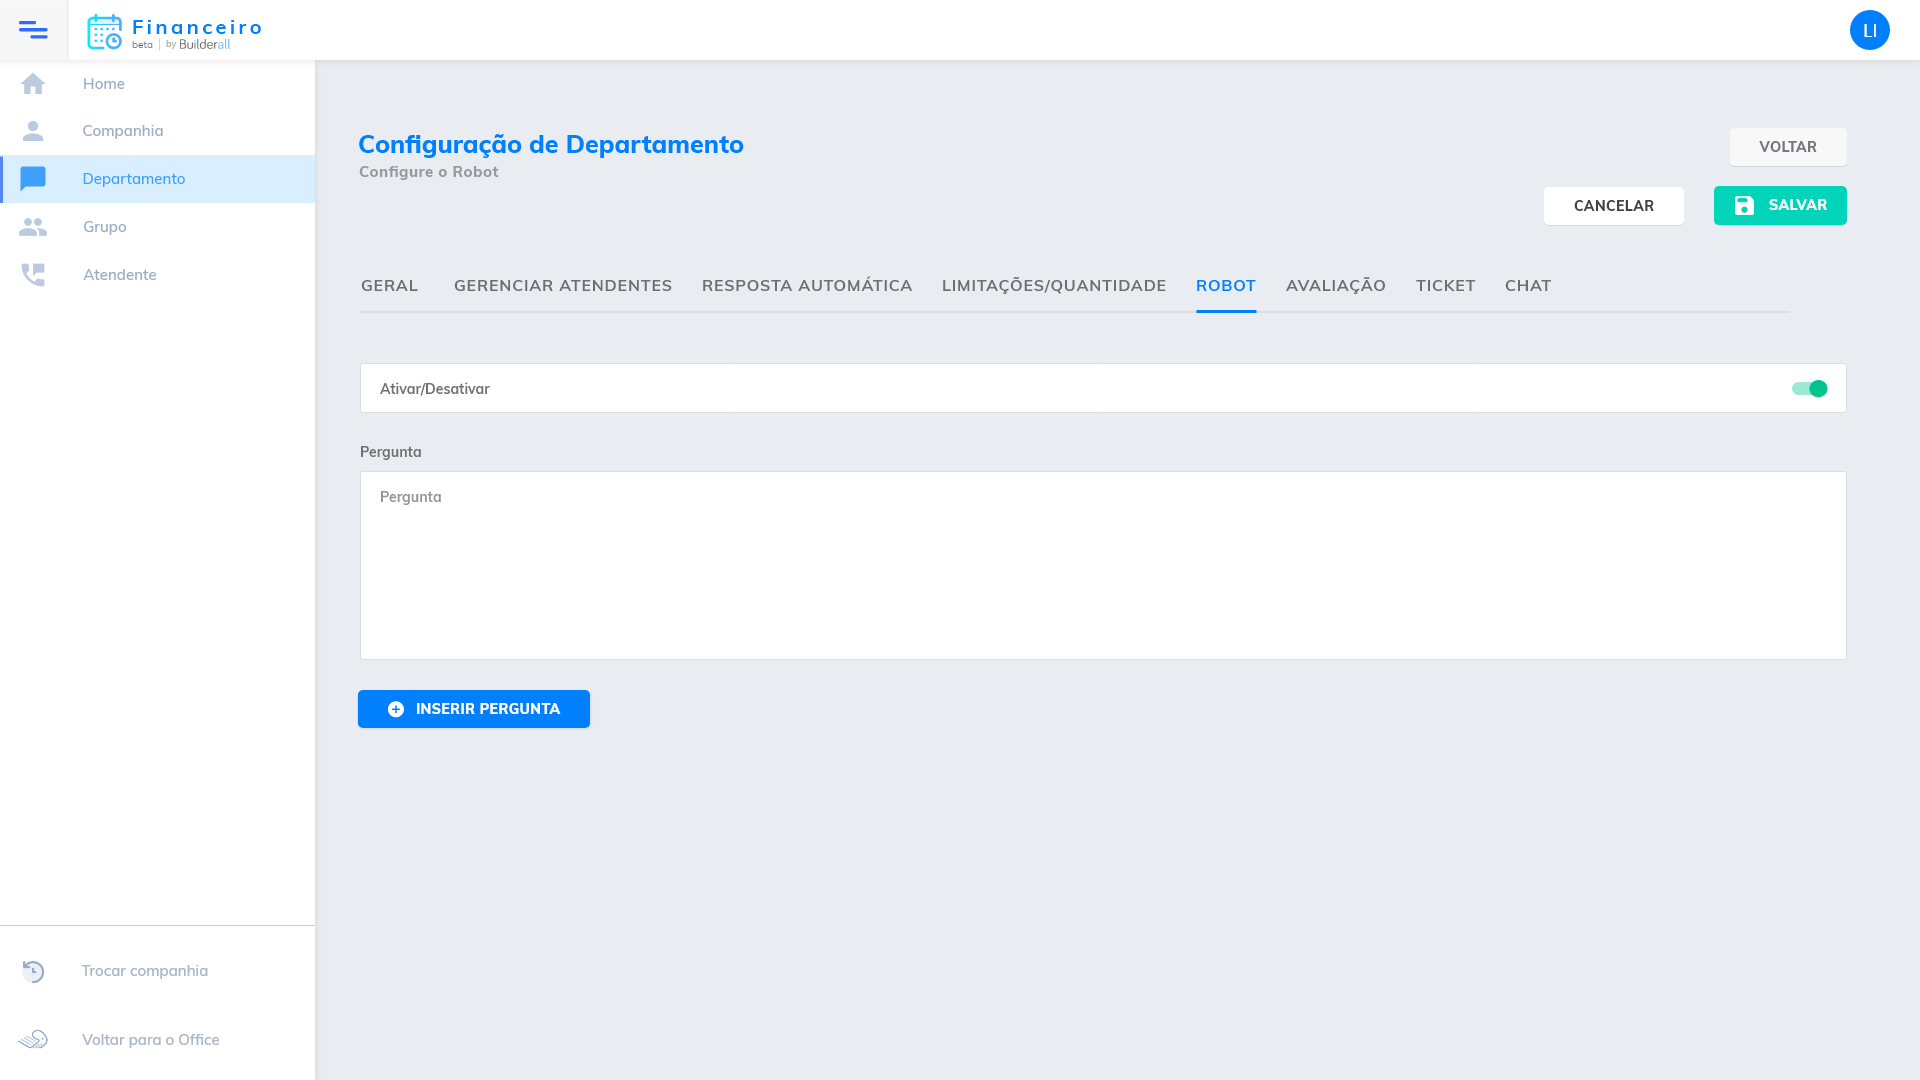 Financeiro
beta | by Builderall
LI
Home
Companhia
Departamento
Grupo
Atendente
Trocar companhia
Voltar para o Office
Configuração de Departamento
Configure o Robot
VOLTAR
CANCELAR
SALVAR
GERAL GERENCIAR ATENDENTES RESPOSTA AUTOMÁTICA LIMITAÇÕES/QUANTIDADE ROBOT AVALIAÇÃO TICKET CHAT
Ativar/Desativar
Pergunta
Pergunta
INSERIR PERGUNTA